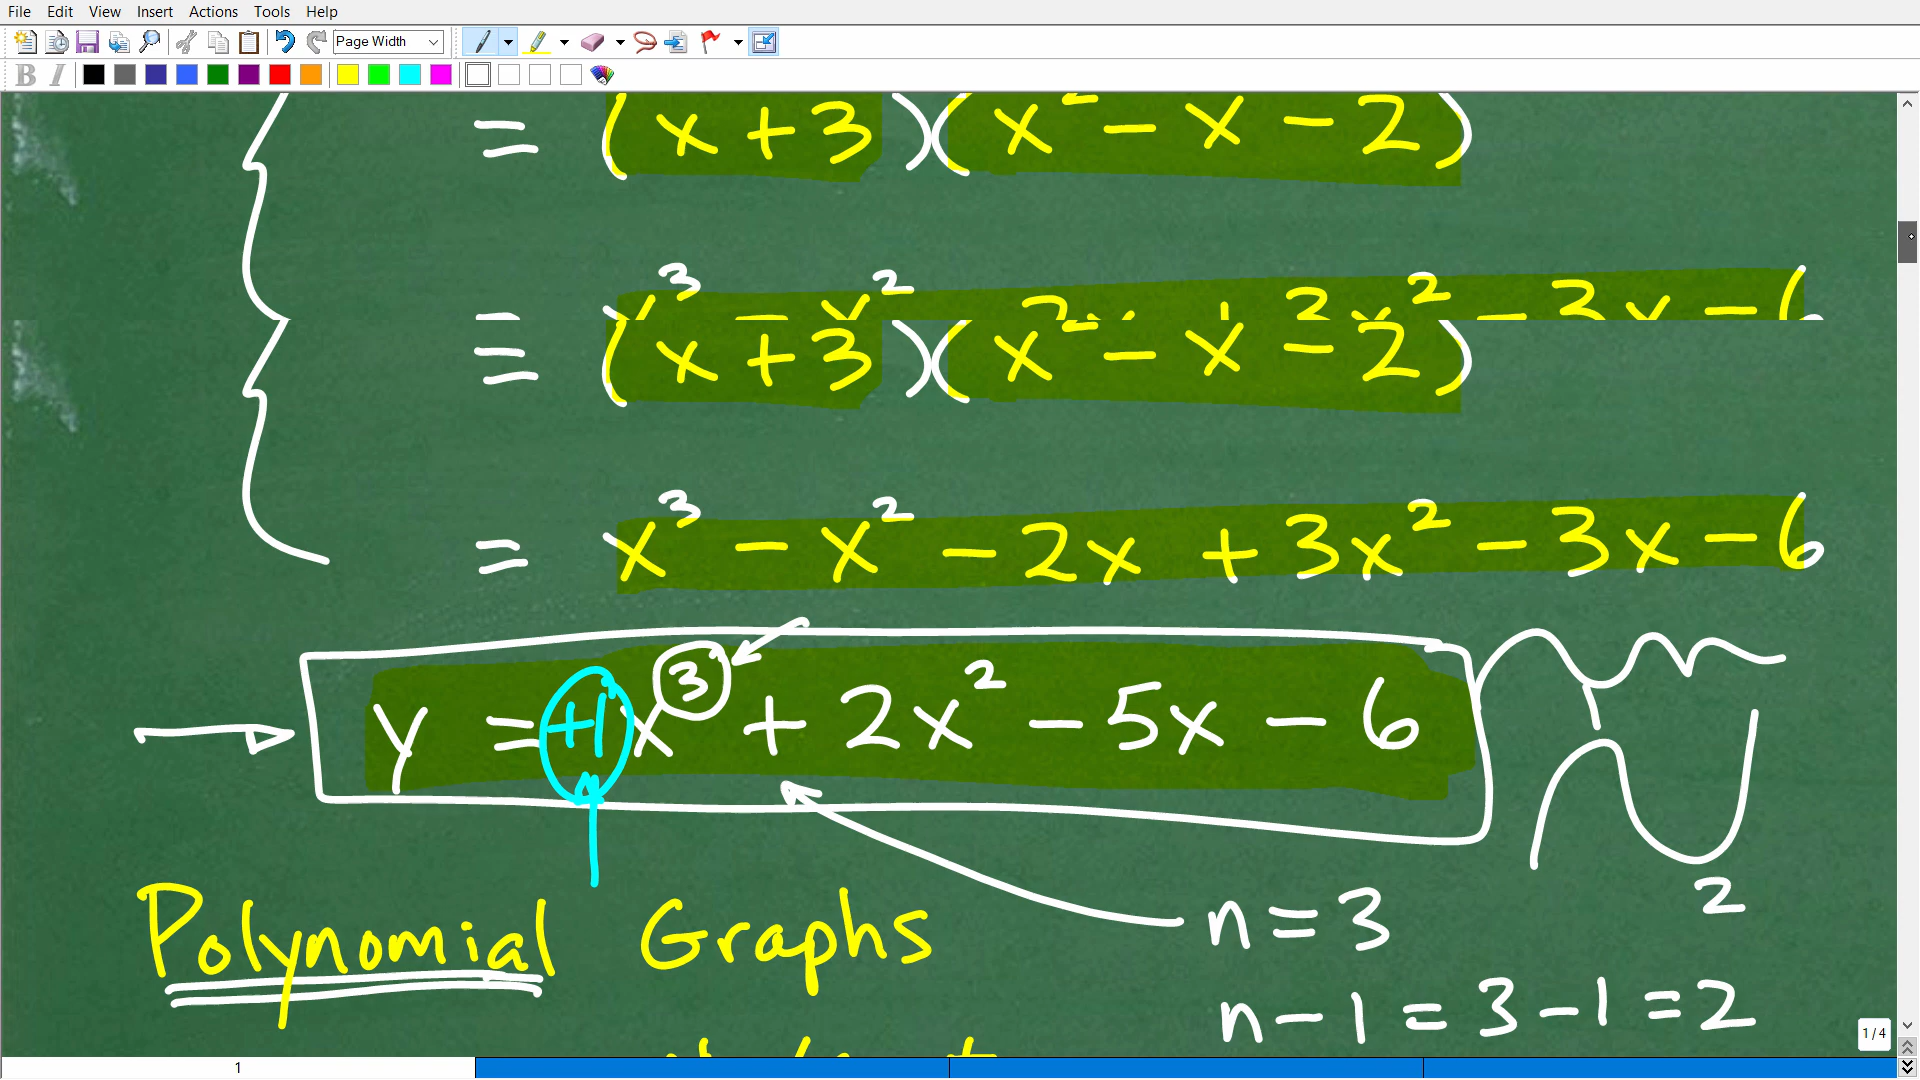 File Edit View Insert Actions Tools Help
Page Width
B I
= (x + 3)(x² - x - 2)
= (x + 3)(x² - x - 2)
= x³ - x² - 2x + 3x² - 3x - 6
y = +1x³ + 2x² - 5x - 6
2
Polynomial Graphs
n = 3
n - 1 = 3 - 1 = 2
1 / 4
1